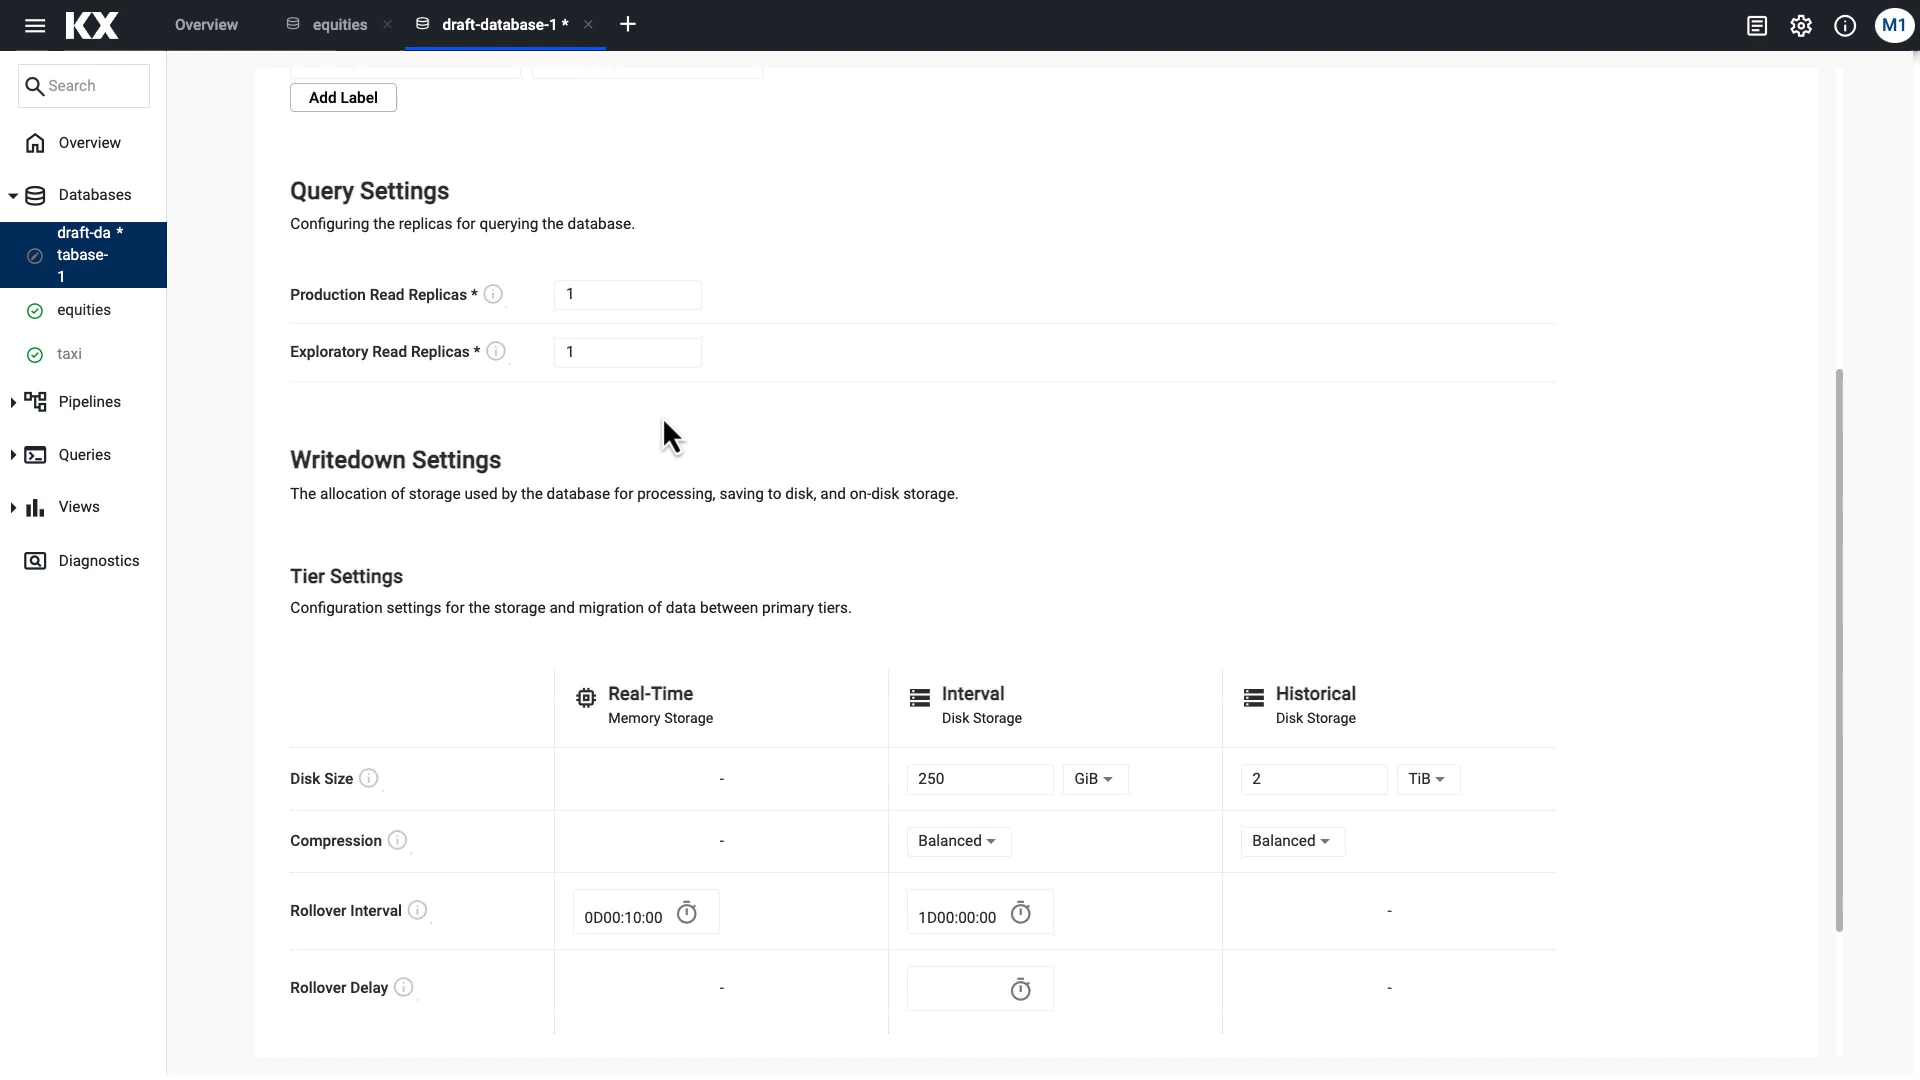 KX
Overview
equities
draft-database-1 *
M1
Search
Overview
Databases
draft-da *
tabase-
1
equities
taxi
Pipelines
Queries
Views
Diagnostics
Add Label
Query Settings
Configuring the replicas for querying the database.
Production Read Replicas * 1
Exploratory Read Replicas * 1
Writedown Settings
The allocation of storage used by the database for processing, saving to disk, and on-disk storage.
Tier Settings
Configuration settings for the storage and migration of data between primary tiers.
Real-Time
Memory Storage
Interval
Disk Storage
Historical
Disk Storage
Disk Size - 250 GiB 2 TiB
Compression - Balanced Balanced
Rollover Interval 0D00:10:00 1D00:00:00 -
Rollover Delay - -